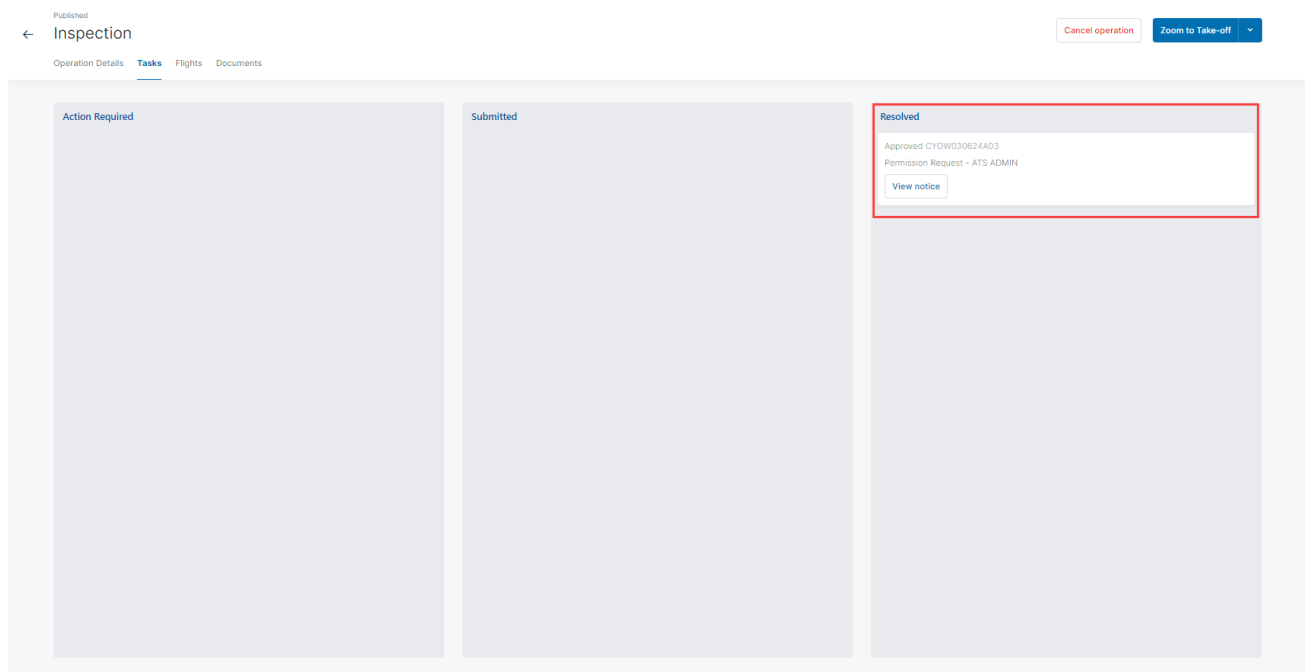 Published
Inspection
Cancel operation
Zoom to Take-off
Operation Details Tasks Flights Documents
Action Required
Submitted
Resolved
Approved CYOW030624A03
Permission Request - ATS ADMIN
View notice